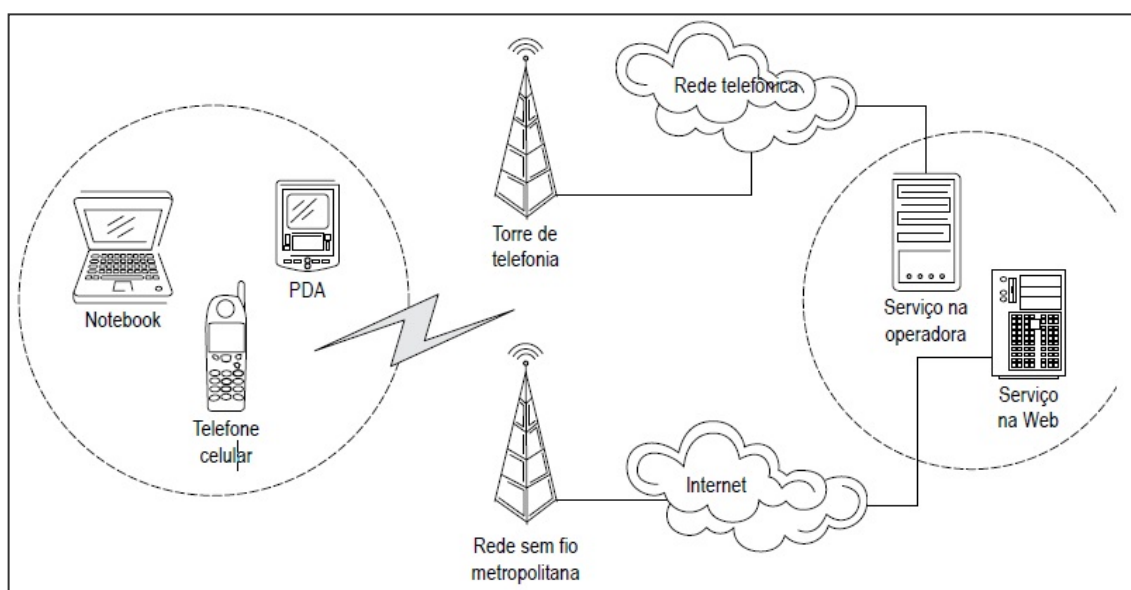 Rede telefônica
Notebook
PDA
Telefone
celular
Torre de
telefonia
Serviço na
operadora
Serviço
na Web
Internet
Rede sem fio
metropolitana